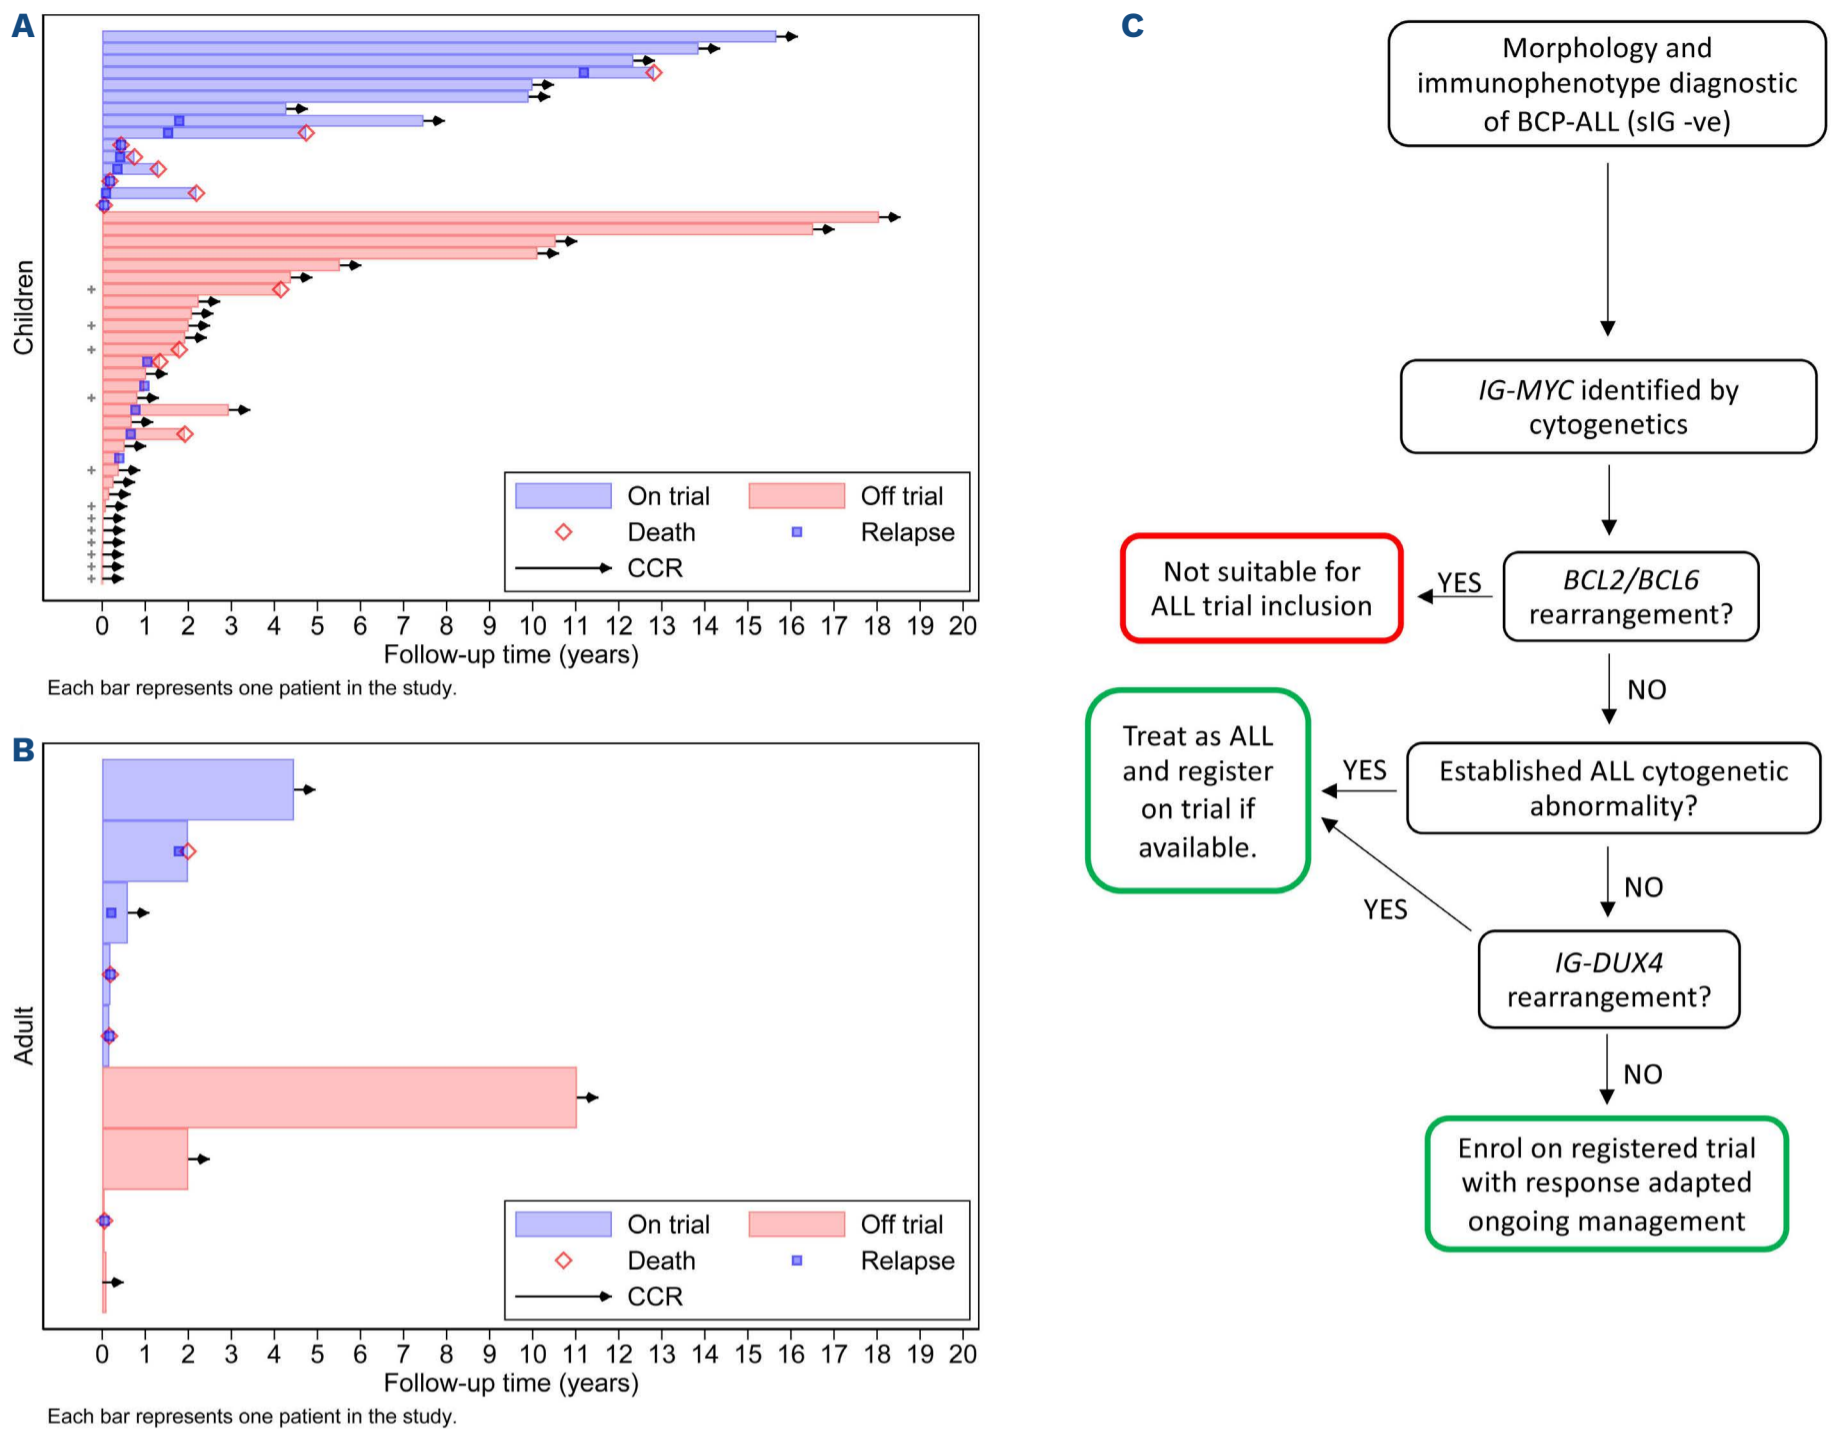 A
Children
On trial
Off trial
Death
Relapse
CCR
0 1 2 3 4 5 6 7 8 9 10 11 12 13 14 15 16 17 18 19 20
Follow-up time (years)
Each bar represents one patient in the study.
B
Adult
On trial
Off trial
Death
Relapse
CCR
0 1 2 3 4 5 6 7 8 9 10 11 12 13 14 15 16 17 18 19 20
Follow-up time (years)
Each bar represents one patient in the study.
C
Morphology and
immunophenotype diagnostic
of BCP-ALL (sIG -ve)
IG-MYC identified by
cytogenetics
BCL2/BCL6
rearrangement?
YES
Not suitable for
ALL trial inclusion
NO
Established ALL cytogenetic
abnormality?
YES
Treat as ALL
and register
on trial if
available.
NO
IG-DUX4
rearrangement?
YES
NO
Enrol on registered trial
with response adapted
ongoing management